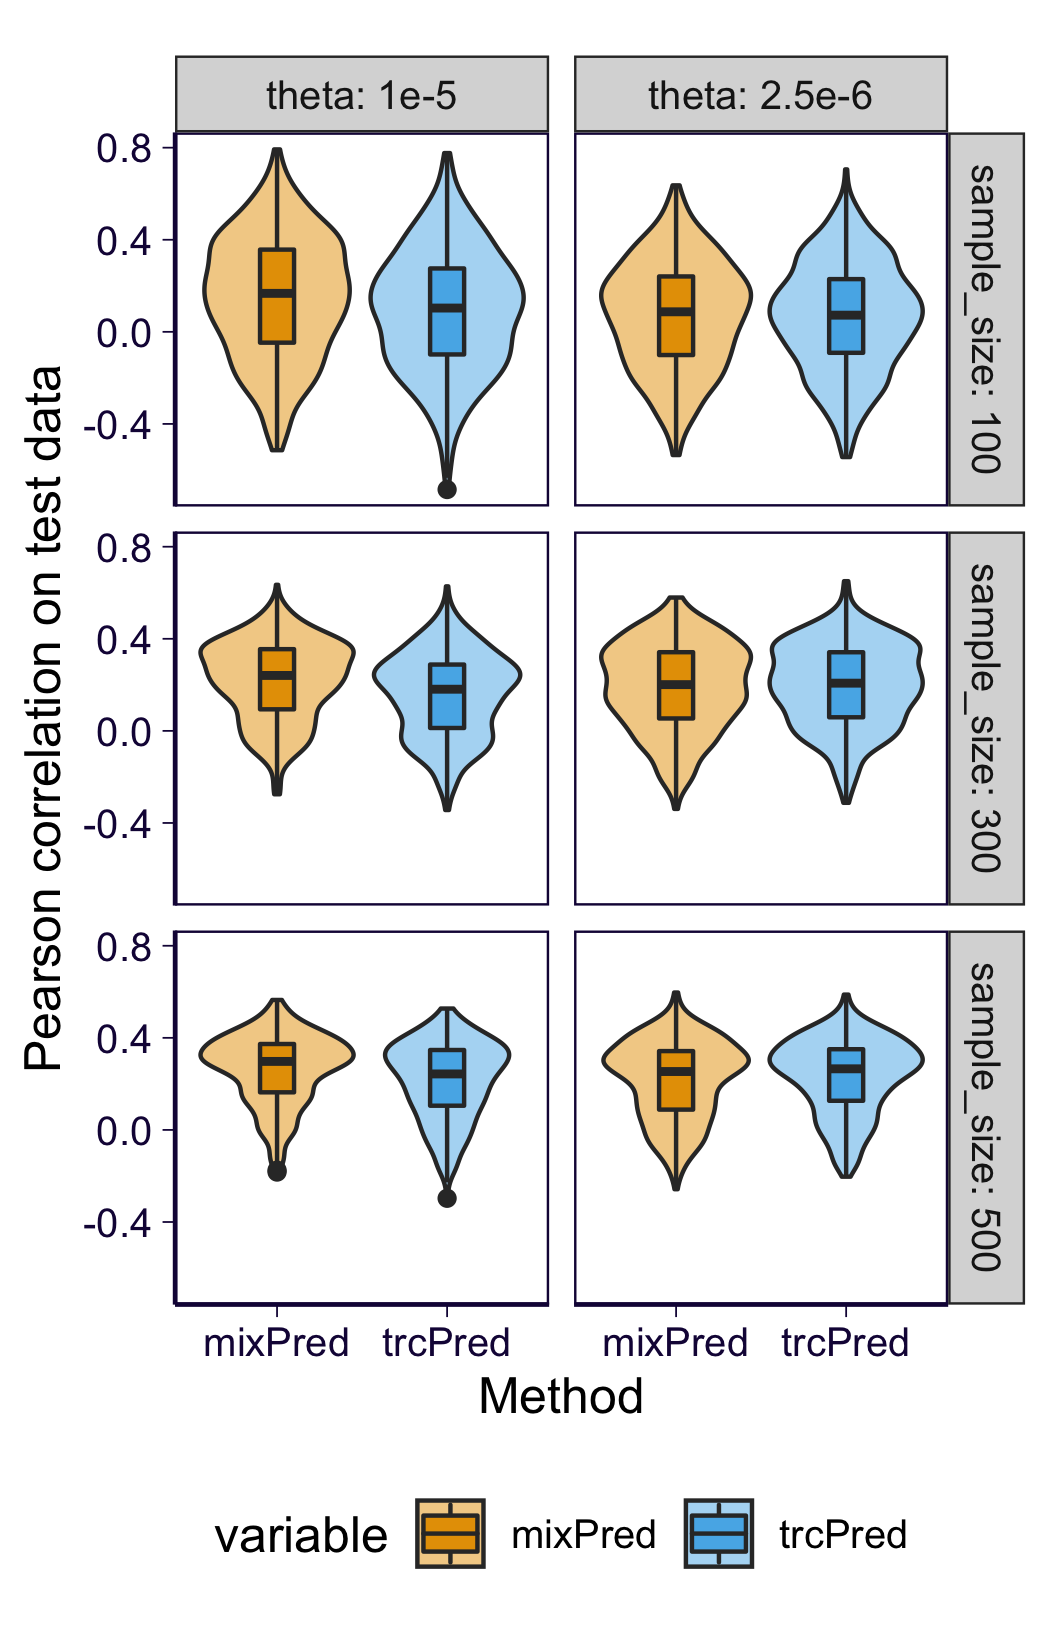 theta: 1e-5
theta: 2.5e-6
0.8
0.4
0.0
-0.4
sample_size: 100
0.8
0.4
0.0
-0.4
sample_size: 300
0.8
0.4
0.0
-0.4
sample_size: 500
Pearson correlation on test data
mixPred
trcPred
mixPred
trcPred
Method
variable
mixPred
trcPred